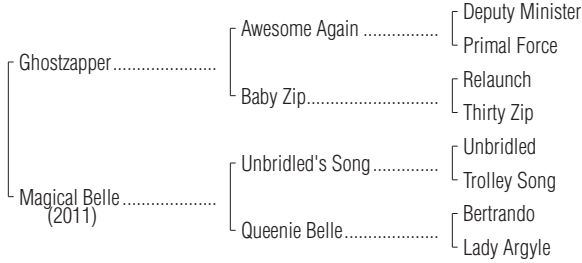 Deputy Minister
Awesome Again ................
Primal Force
Ghostzapper......................
Relaunch
Baby Zip............................
Thirty Zip
Unbridled
Unbridled's Song..............
Trolley Song
Magical Belle....................
(2011)
Bertrando
Queenie Belle....................
Lady Argyle